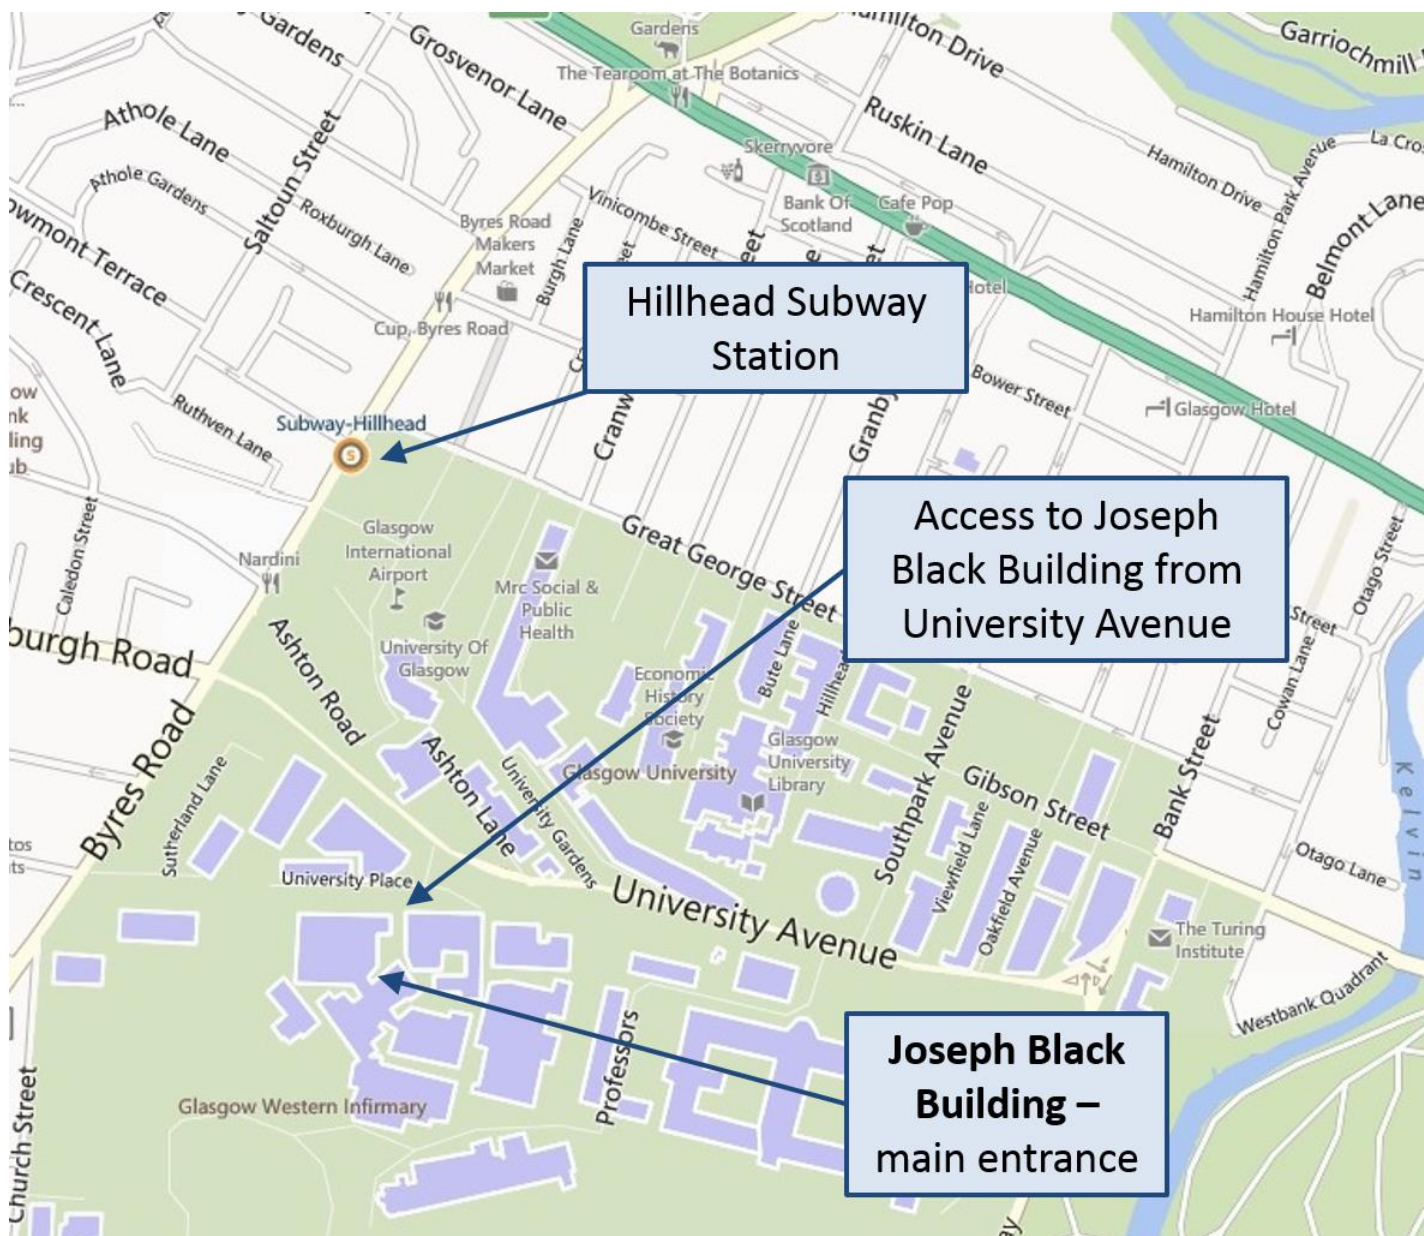 Gardens
Grosvenor Lane
Gardens
The Tearoom at The Botanics
Hamilton Drive
Garriochmill
Athole Lane
Saltoun Street
Ruskin Lane
Skerryvore
Hamilton Drive
Hamilton Park Avenue
La Cros
Athole Gardens
Roxburgh Lane
Vinicombe Street
Bank Of
Scotland
Cafe Pop
Belmont Lane
Byres Road
Makers
Market
Burgh Lane
Crescent Lane
Terrace
Cup, Byres Road
Hillhead Subway
Station
Hotel
Hamilton House Hotel
Bower Street
Glasgow Hotel
Ruthven Lane
Subway-Hillhead
S
Cranw
Granby
Caledon Street
Nardini
Glasgow
International
Airport
Mrc Social &
Public
Health
Great George Street
Access to Joseph
Black Building from
University Avenue
Otago Street
Street
Cowan Lane
burgh Road
Ashton Road
University Of
Glasgow
Economic
History
Society
Bute Lane
Hillhead
Glasgow University
Glasgow
University
Library
Southpark Avenue
Gibson Street
Bank Street
Kelvin
Byres Road
Sutherland Lane
Ashton Lane
University Gardens
Viewfield Lane
Oakfield Avenue
Otago Lane
University Place
University Avenue
The Turing
Institute
Westbank Quadrant
Church Street
Glasgow Western Infirmary
Professors
Joseph Black
Building –
main entrance